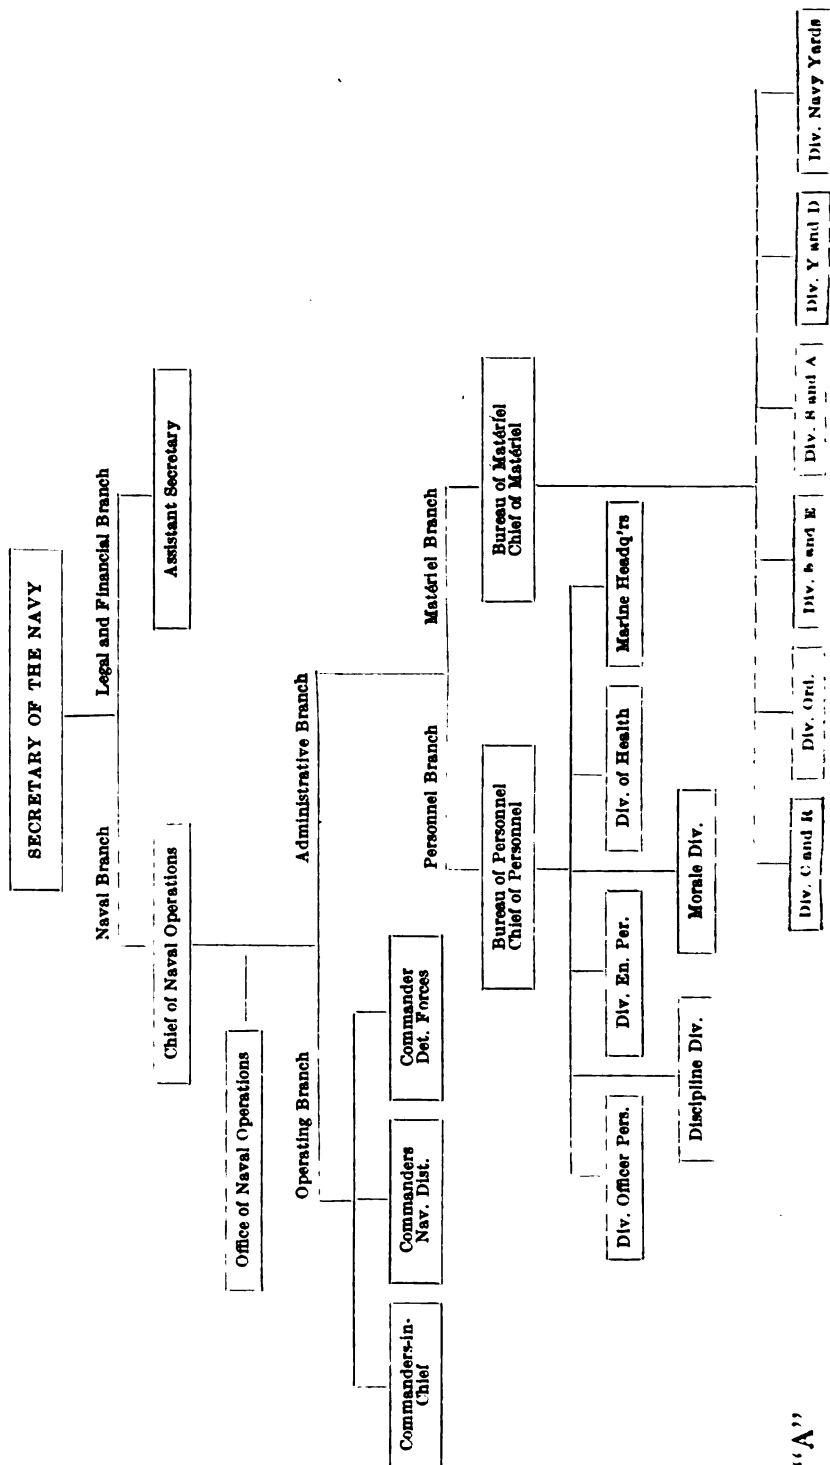 SECRETARY OF THE NAVY
Naval Branch
Legal and Financial Branch
Chief of Naval Operations
Assistant Secretary
Office of Naval Operations
Operating Branch
Administrative Branch
Commanders-in-
Chief
Commanders
Nav. Dist.
Commander
Det. Forces
Personnel Branch
Matériel Branch
Bureau of Personnel
Chief of Personnel
Bureau of Matériel
Chief of Matériel
Div. Officer Pers.
Div. En. Per.
Div. of Health
Marine Headq'rs
Discipline Div.
Morale Div.
Div. C and R
Div. Ord.
Div. and E
Div. and A
Div. Y and D
Div. Navy Yards
"A"